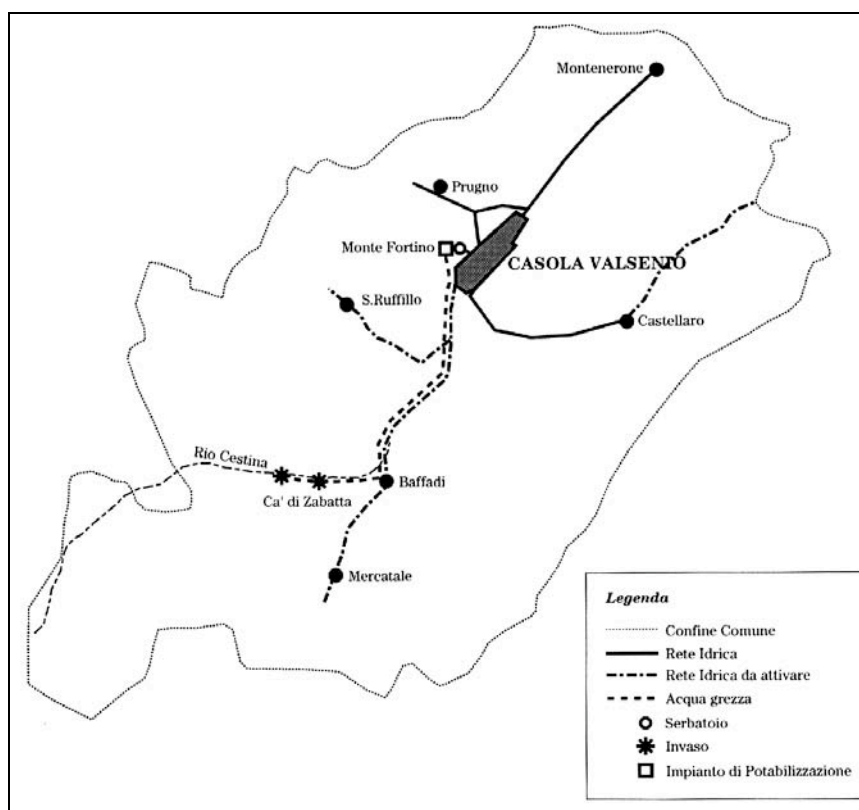 Montenerone
Prugno
Monte Fortino
CASOLA VALSENIO
S.Ruffillo
Castellaro
Rio Cestina
Baffadi
Ca' di Zabatta
Mercatale
Legenda
Confine Comune
Rete Idrica
Rete Idrica da attivare
Acqua grezza
Serbatoio
Invaso
Impianto di Potabilizzazione